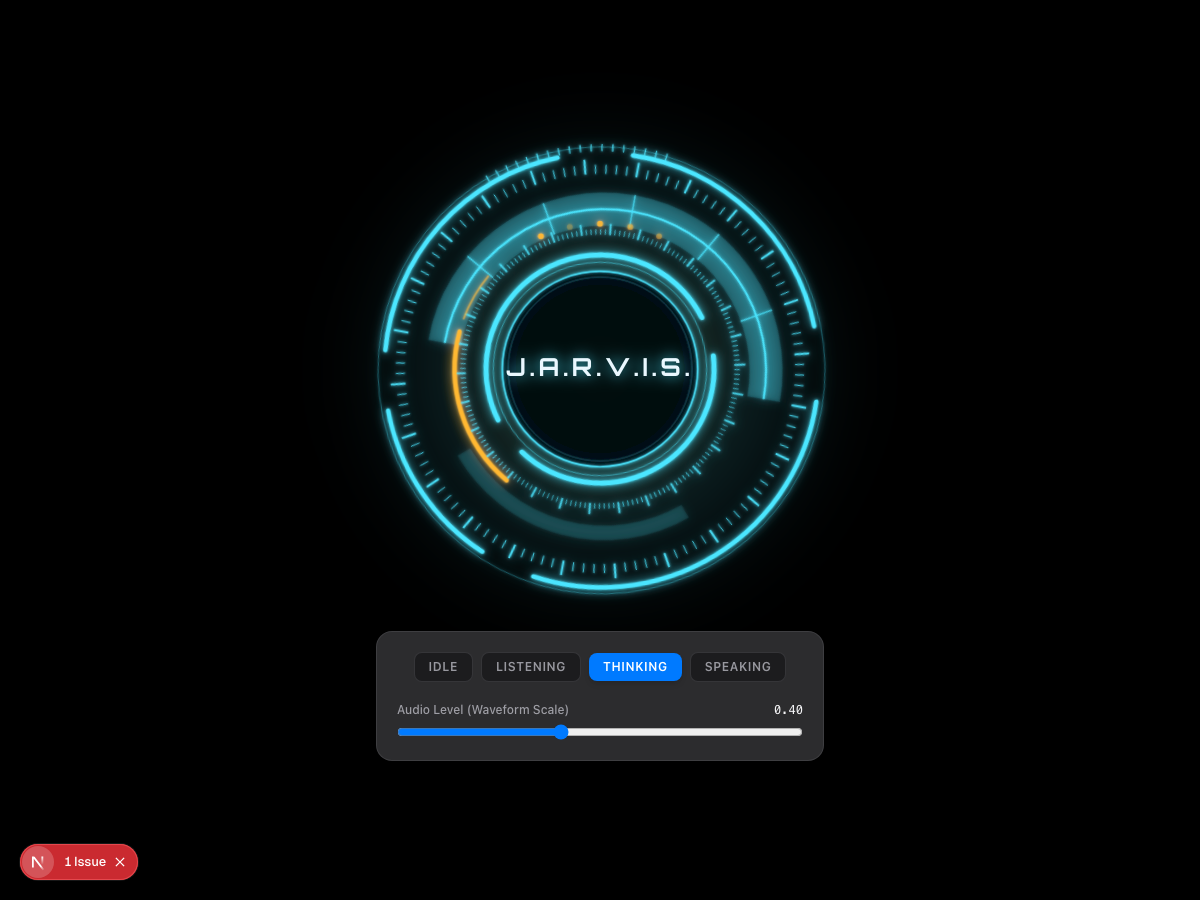 J.A.R.V.I.S.
IDLE LISTENING THINKING SPEAKING
Audio Level (Waveform Scale) 0.40
N 1 Issue ×